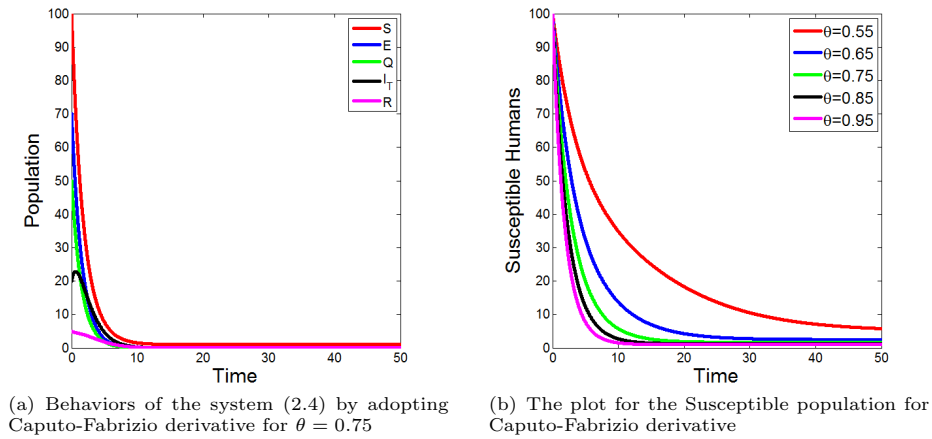 100
90
80
70
60
50
40
30
20
10
0
Population
0 10 20 30 40 50
Time
S
E
Q
I_T
R
(a) Behaviors of the system (2.4) by adopting
Caputo-Fabrizio derivative for θ = 0.75
100
90
80
70
60
50
40
30
20
10
0
Susceptible Humans
0 10 20 30 40 50
Time
θ=0.55
θ=0.65
θ=0.75
θ=0.85
θ=0.95
(b) The plot for the Susceptible population for
Caputo-Fabrizio derivative